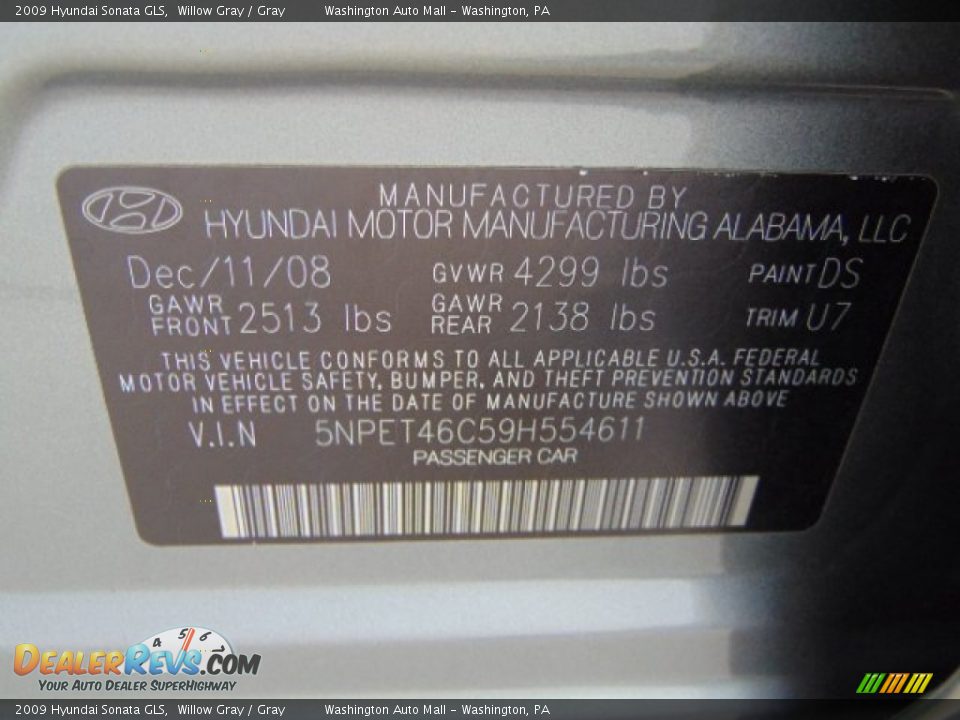 2009 Hyundai Sonata GLS, Willow Gray / Gray Washington Auto Mall - Washington, PA
MANUFACTURED BY
HYUNDAI MOTOR MANUFACTURING ALABAMA, LLC
Dec/11/08 GVWR 4299 lbs PAINT DS
GAWR FRONT 2513 lbs GAWR REAR 2138 lbs TRIM U7
THIS VEHICLE CONFORMS TO ALL APPLICABLE U.S.A. FEDERAL
MOTOR VEHICLE SAFETY, BUMPER, AND THEFT PREVENTION STANDARDS
IN EFFECT ON THE DATE OF MANUFACTURE SHOWN ABOVE
V.I.N 5NPET46C59H554611
PASSENGER CAR
4 5 6 7
DEALERREVS.COM
YOUR AUTO DEALER SUPERHIGHWAY
2009 Hyundai Sonata GLS, Willow Gray / Gray Washington Auto Mall - Washington, PA